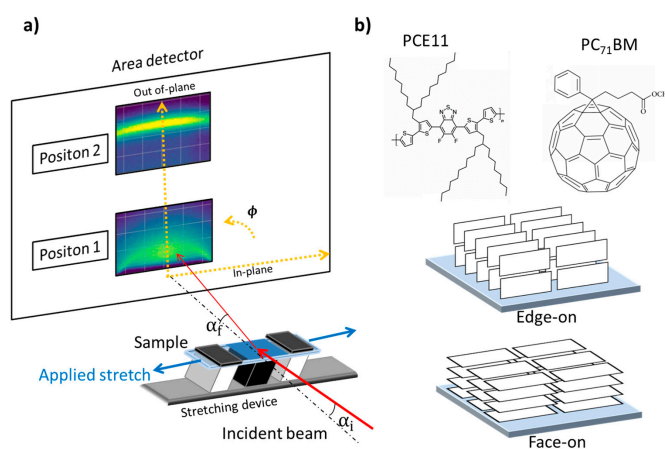 a)
Area detector
Out of-plane
Positon 2
Positon 1
ϕ
In-plane
αf
Sample
Applied stretch
Stretching device
Incident beam
αi
b)
PCE11
PC71BM
S
N N
S S
S S
F F
n
OCH
O
Edge-on
Face-on